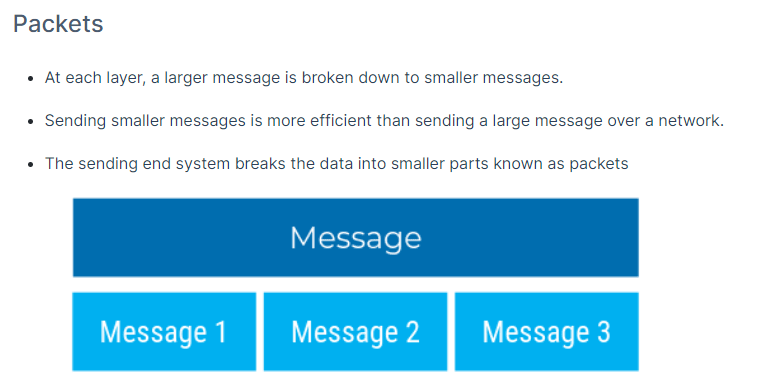 Packets
• At each layer, a larger message is broken down to smaller messages.
• Sending smaller messages is more efficient than sending a large message over a network.
• The sending end system breaks the data into smaller parts known as packets
Message
Message 1 Message 2 Message 3